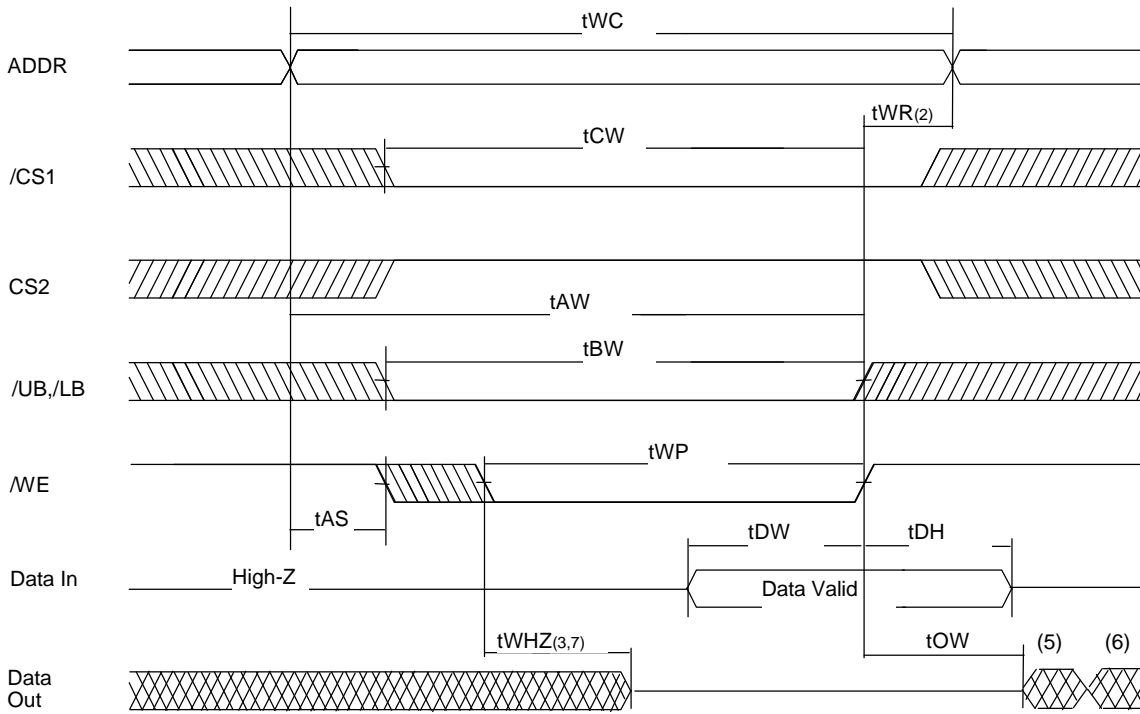 tWC
ADDR
tWR(2)
tCW
/CS1
CS2
tAW
tBW
/UB,/LB
tWP
/WE
tAS
tDW tDH
Data In High-Z Data Valid
tWHZ(3,7) tOW (5) (6)
Data
Out